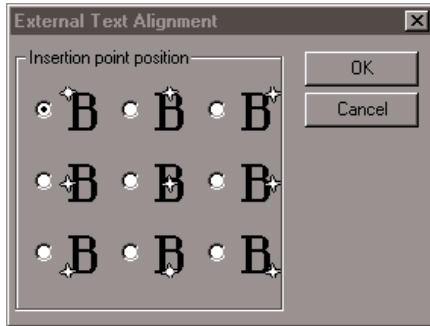 External Text Alignment
Insertion point position
OK
Cancel
B B B
B B B
B B B